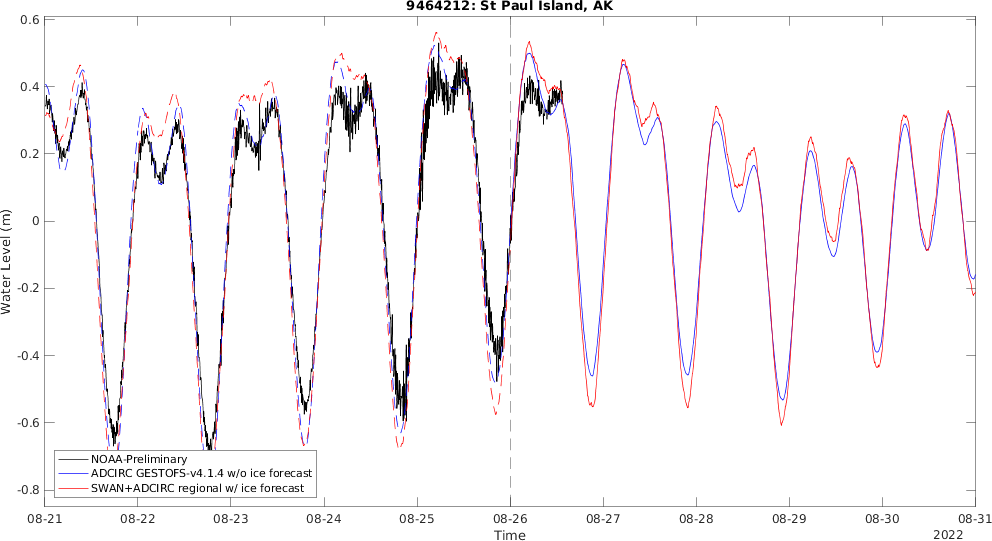 9464212: St Paul Island, AK
0.6
0.4
0.2
0
-0.2
-0.4
-0.6
-0.8
Water Level (m)
NOAA-Preliminary
ADCIRC GESTOFS-v4.1.4 w/o ice forecast
SWAN+ADCIRC regional w/ ice forecast
08-21 08-22 08-23 08-24 08-25 08-26 08-27 08-28 08-29 08-30 08-31
Time
2022